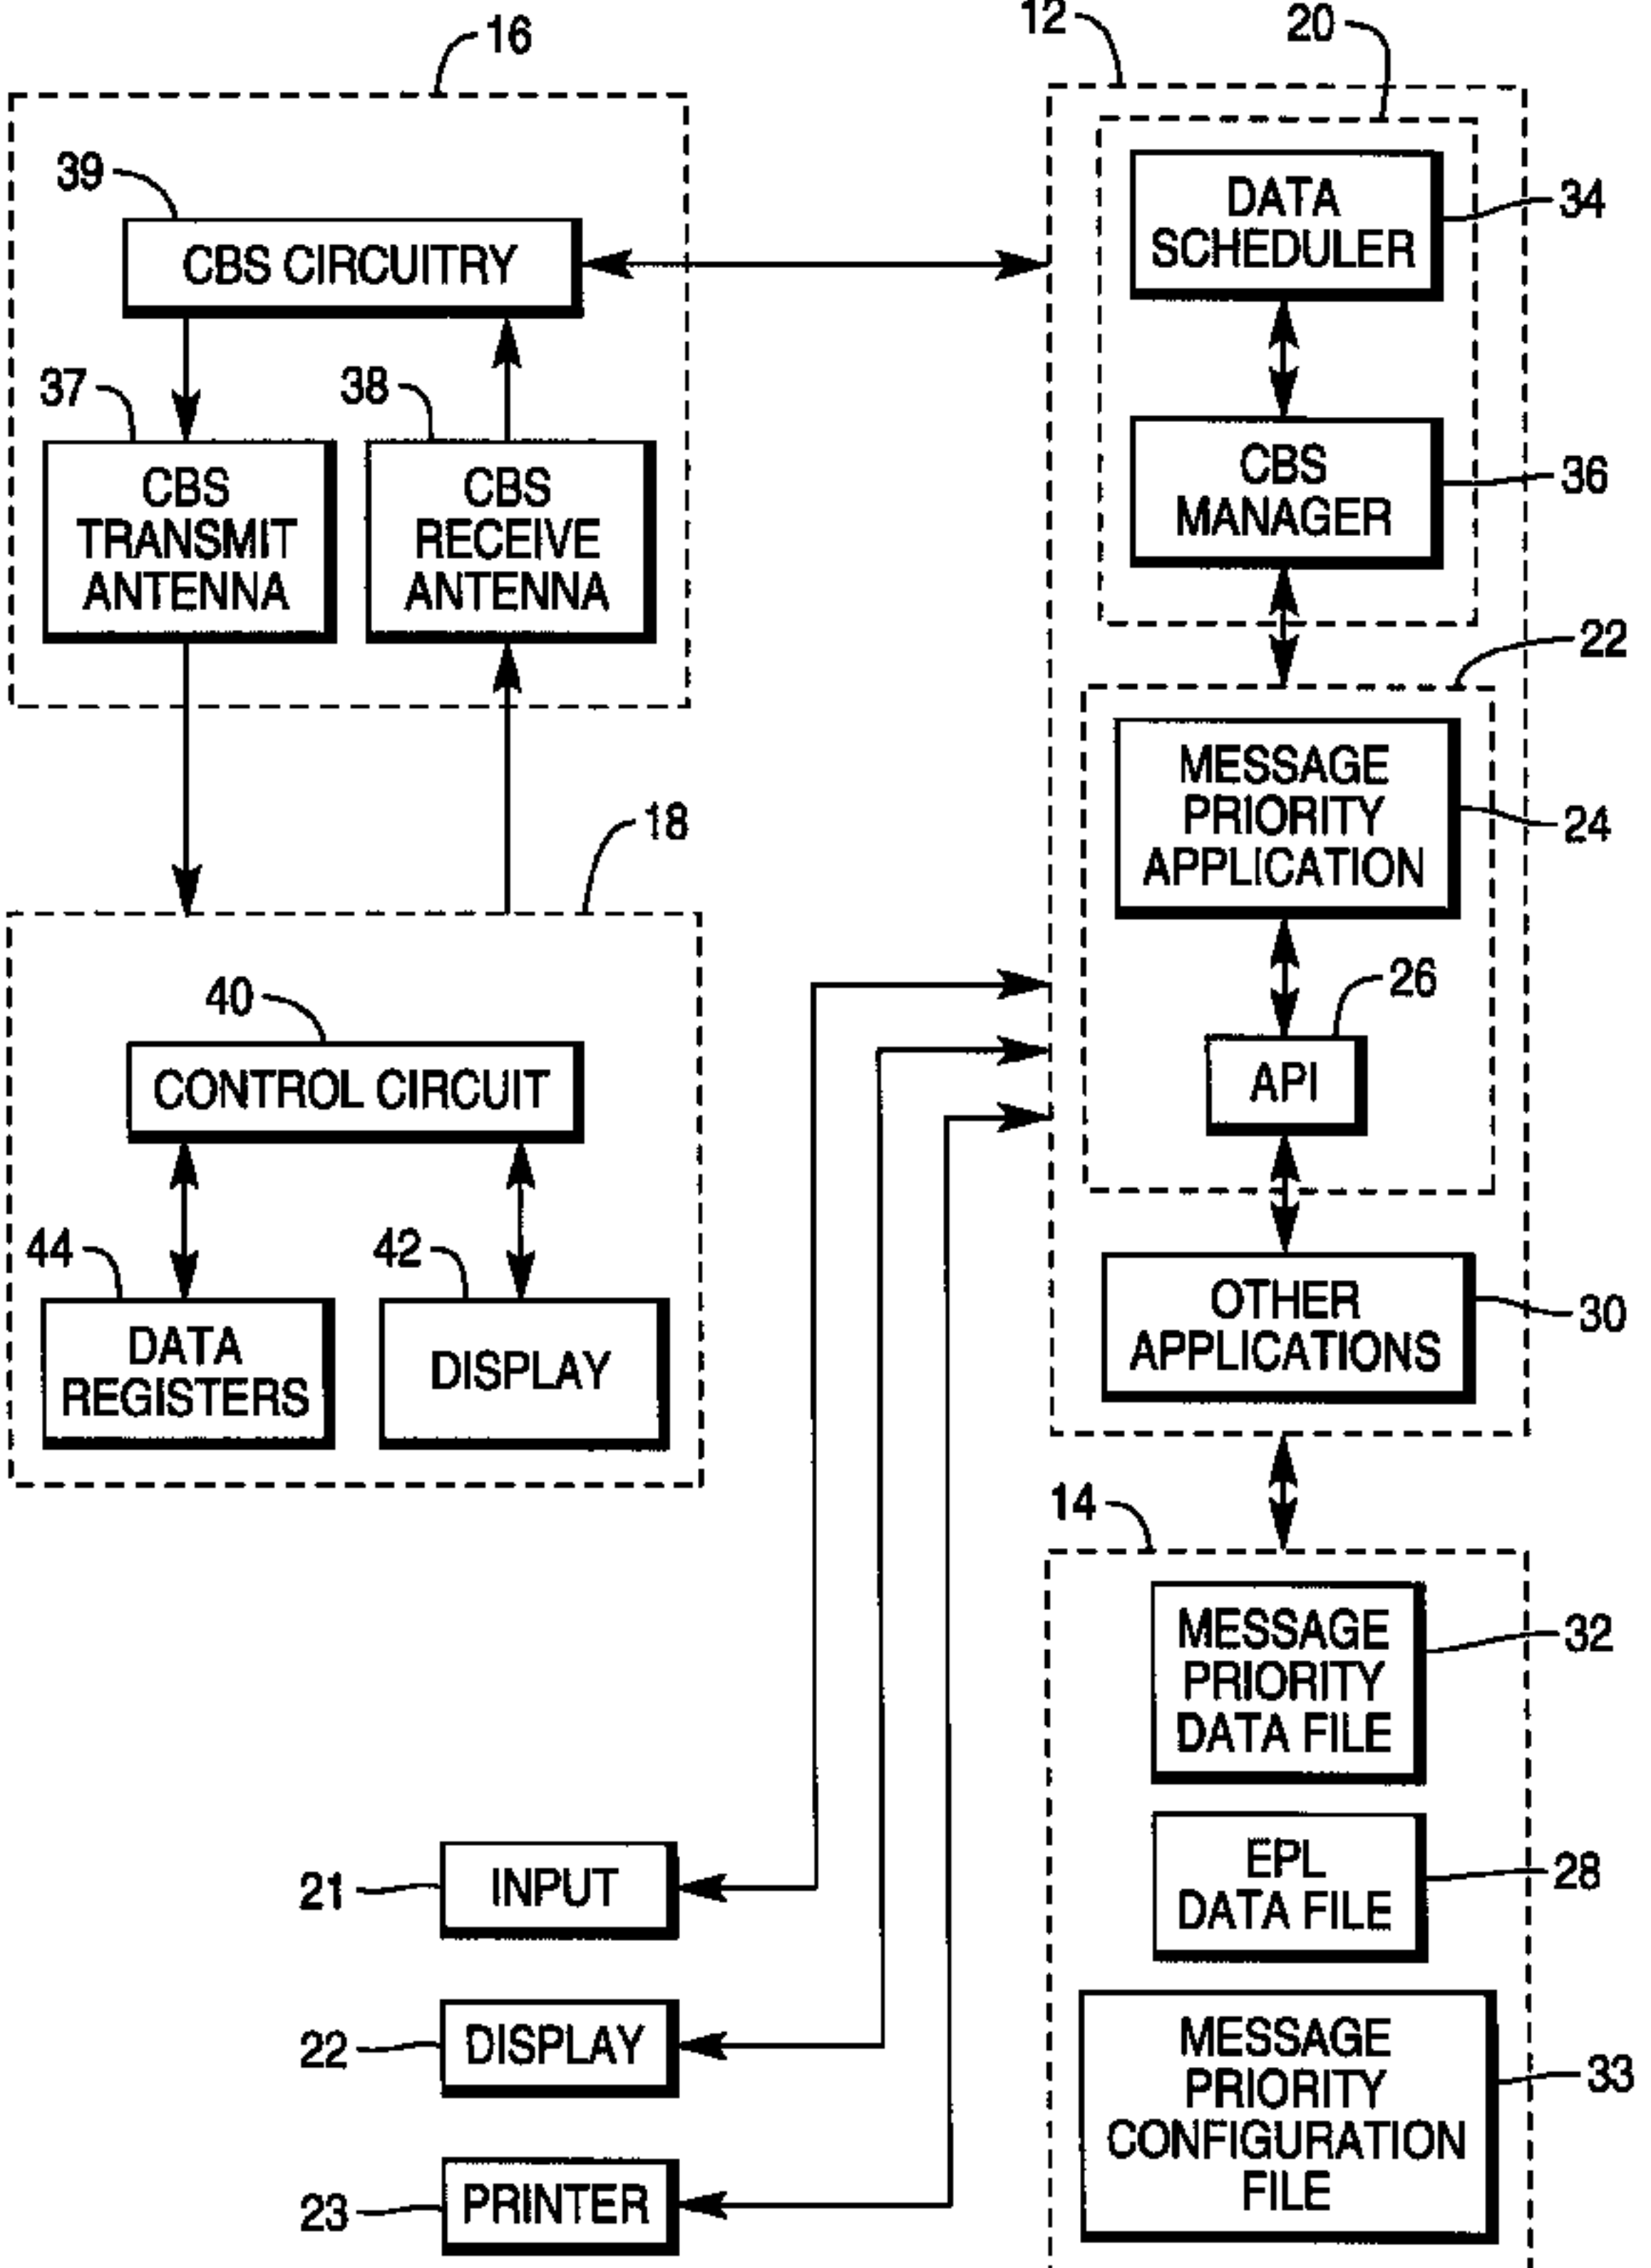 16
39
CBS CIRCUITRY
37
38
CBS
TRANSMIT
ANTENNA
CBS
RECEIVE
ANTENNA
18
40
CONTROL CIRCUIT
44
42
DATA
REGISTERS
DISPLAY
12
20
DATA
SCHEDULER
34
CBS
MANAGER
36
22
MESSAGE
PRIORITY
APPLICATION
24
26
API
OTHER
APPLICATIONS
30
14
MESSAGE
PRIORITY
DATA FILE
32
EPL
DATA FILE
28
MESSAGE
PRIORITY
CONFIGURATION
FILE
33
21
INPUT
22
DISPLAY
23
PRINTER